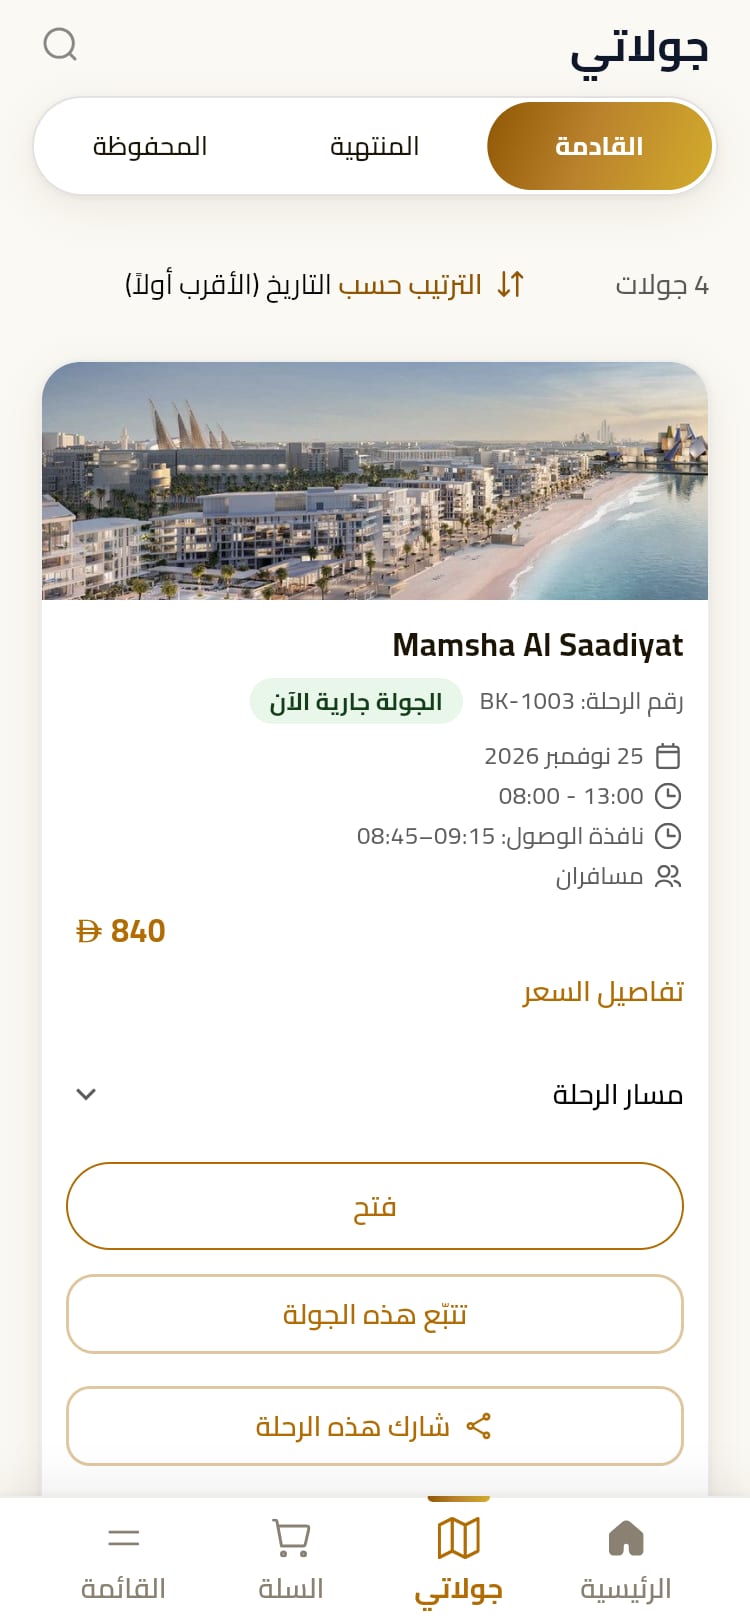 جولاتي
القادمة
المنتهية
المحفوظة
4 جولات
الترتيب حسب التاريخ (الأقرب أولاً)
Mamsha Al Saadiyat
رقم الرحلة: BK-1003
الجولة جارية الآن
25 نوفمبر 2026
08:00 - 13:00
نافذة الوصول: 09:15–08:45
مسافران
840
تفاصيل السعر
مسار الرحلة
فتح
تتبّع هذه الجولة
شارك هذه الرحلة
الرئيسية
جولاتي
السلة
القائمة